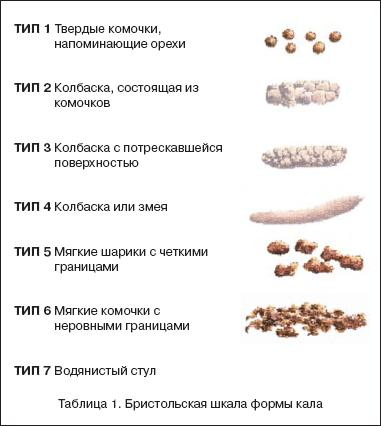 ТИП 1 Твердые комочки,
напоминающие орехи
ТИП 2 Колбаска, состоящая из
комочков
ТИП 3 Колбаска с потрескавшейся
поверхностью
ТИП 4 Колбаска или змея
ТИП 5 Мягкие шарики с четкими
границами
ТИП 6 Мягкие комочки с
неровными границами
ТИП 7 Водянистый стул
Таблица 1. Бристольская шкала формы кала